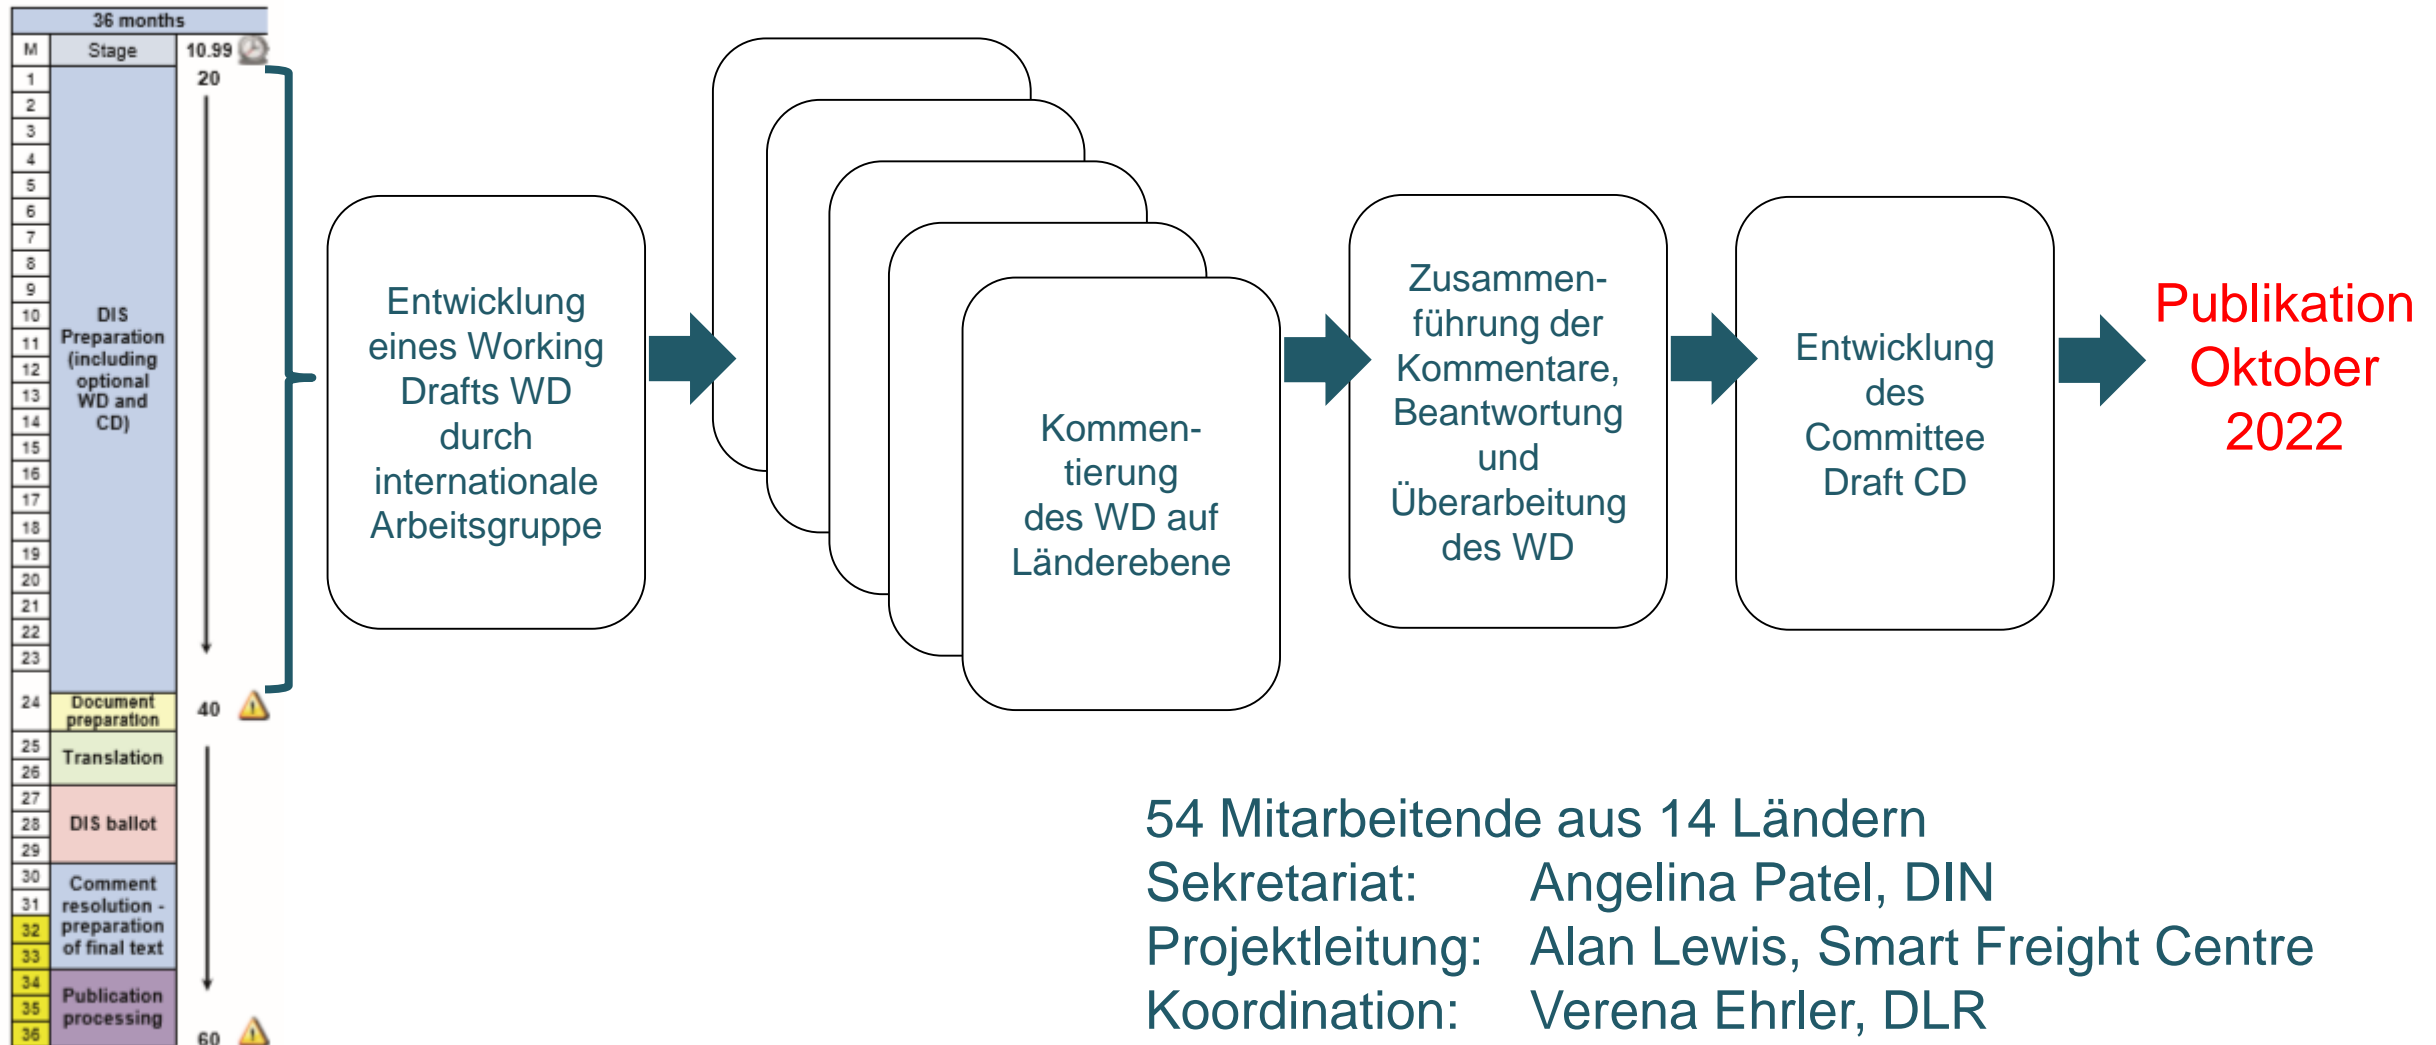 36 months
M Stage 10.99
1 20
2
3
4
5
6
7
8
9
10
11
12
13
14
15
16
17
18
19
20
21
22
23
DIS
Preparation
(including
optional
WD and
CD)
24 Document
preparation
40
25
26
Translation
27
28
29
DIS ballot
30
31
32
33
Comment
resolution -
preparation
of final text
34
35
36
Publication
processing
60
Entwicklung
eines Working
Drafts WD
durch
internationale
Arbeitsgruppe
Kommen-
tierung
des WD auf
Länderebene
Zusammen-
führung der
Kommentare,
Beantwortung
und
Überarbeitung
des WD
Entwicklung
des
Committee
Draft CD
Publikation
Oktober
2022
54 Mitarbeitende aus 14 Ländern
Sekretariat: Angelina Patel, DIN
Projektleitung: Alan Lewis, Smart Freight Centre
Koordination: Verena Ehrler, DLR